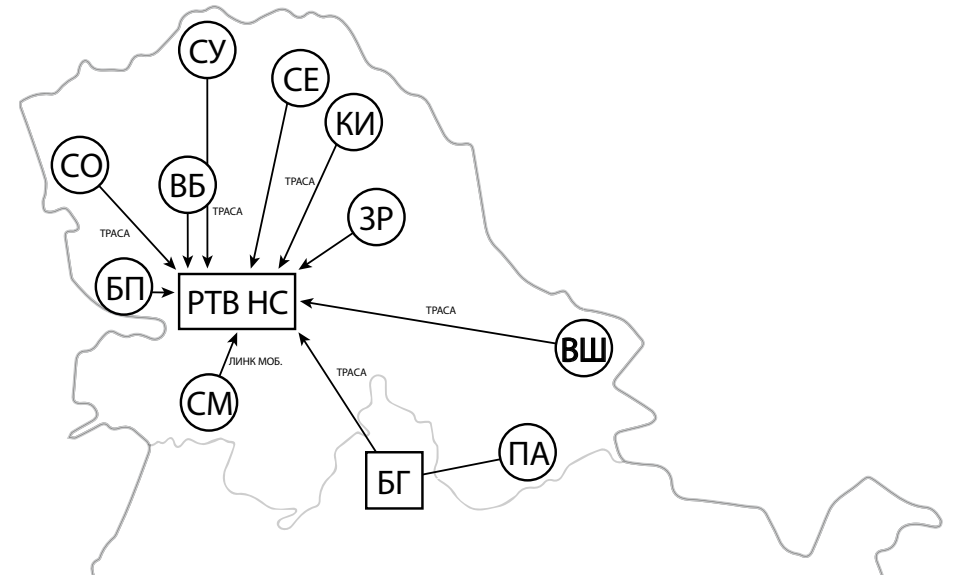 СУ
СЕ
КИ
СО
ВБ
ТРАСА
ЗР
ТРАСА
ТРАСА
БП
РТВ НС
ТРАСА
ВШ
ЛИНК МОБ.
ТРАСА
СМ
ПА
БГ